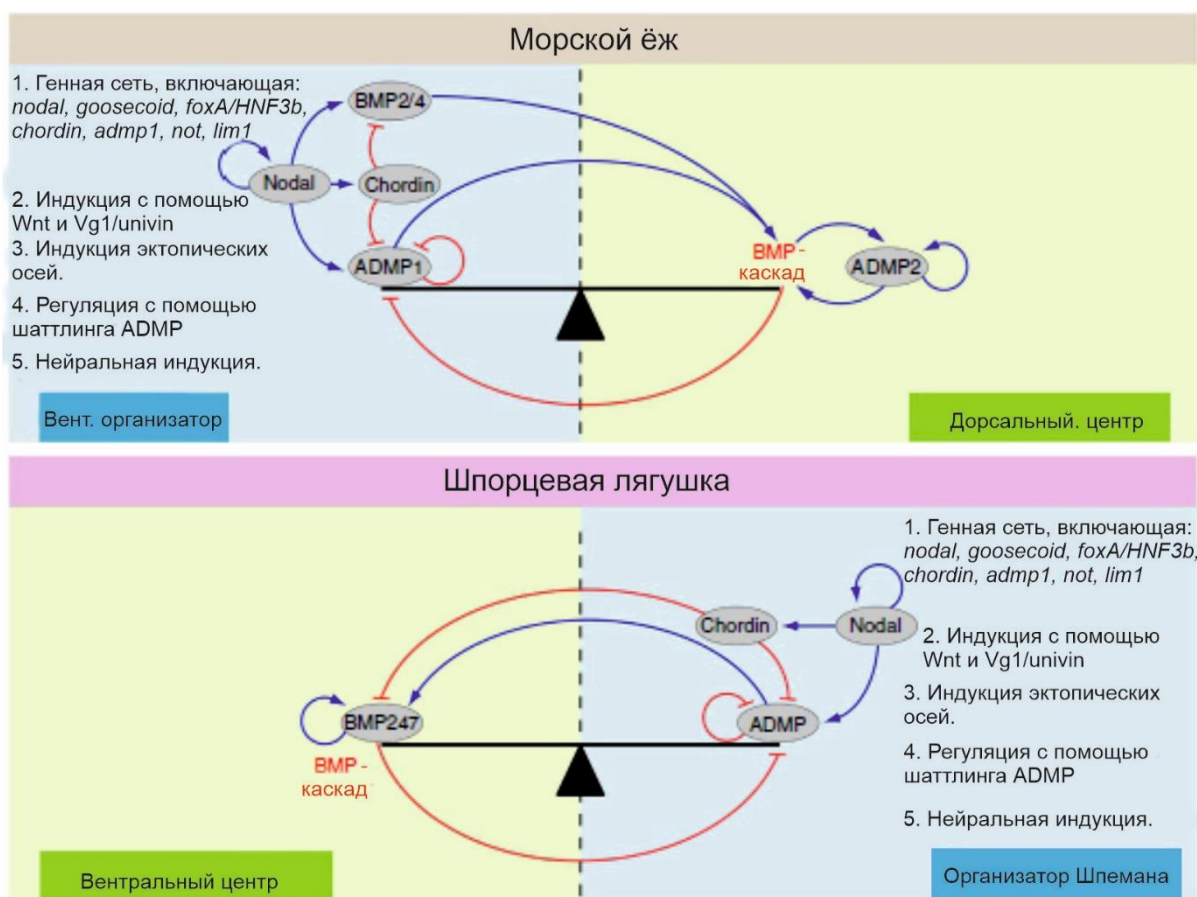 Морской ёж
1. Генная сеть, включающая:
nodal, goosecoid, foxA/HNF3b,
chordin, admp1, not, lim1
BMP2/4
Nodal
Chordin
2. Индукция с помощью
Wnt и Vg1/univin
3. Индукция эктопических
осей.
ADMP1
BMP -
каскад
ADMP2
4. Регуляция с помощью
шаттлинга ADMP
5. Нейральная индукция.
Вент. организатор
Дорсальный. центр
Шпорцевая лягушка
1. Генная сеть, включающая:
nodal, goosecoid, foxA/HNF3b,
chordin, admp1, not, lim1
Chordin
Nodal
2. Индукция с помощью
Wnt и Vg1/univin
3. Индукция эктопических
осей.
BMP247
ADMP
BMP -
каскад
4. Регуляция с помощью
шаттлинга ADMP
5. Нейральная индукция.
Вентральный центр
Организатор Шпемана